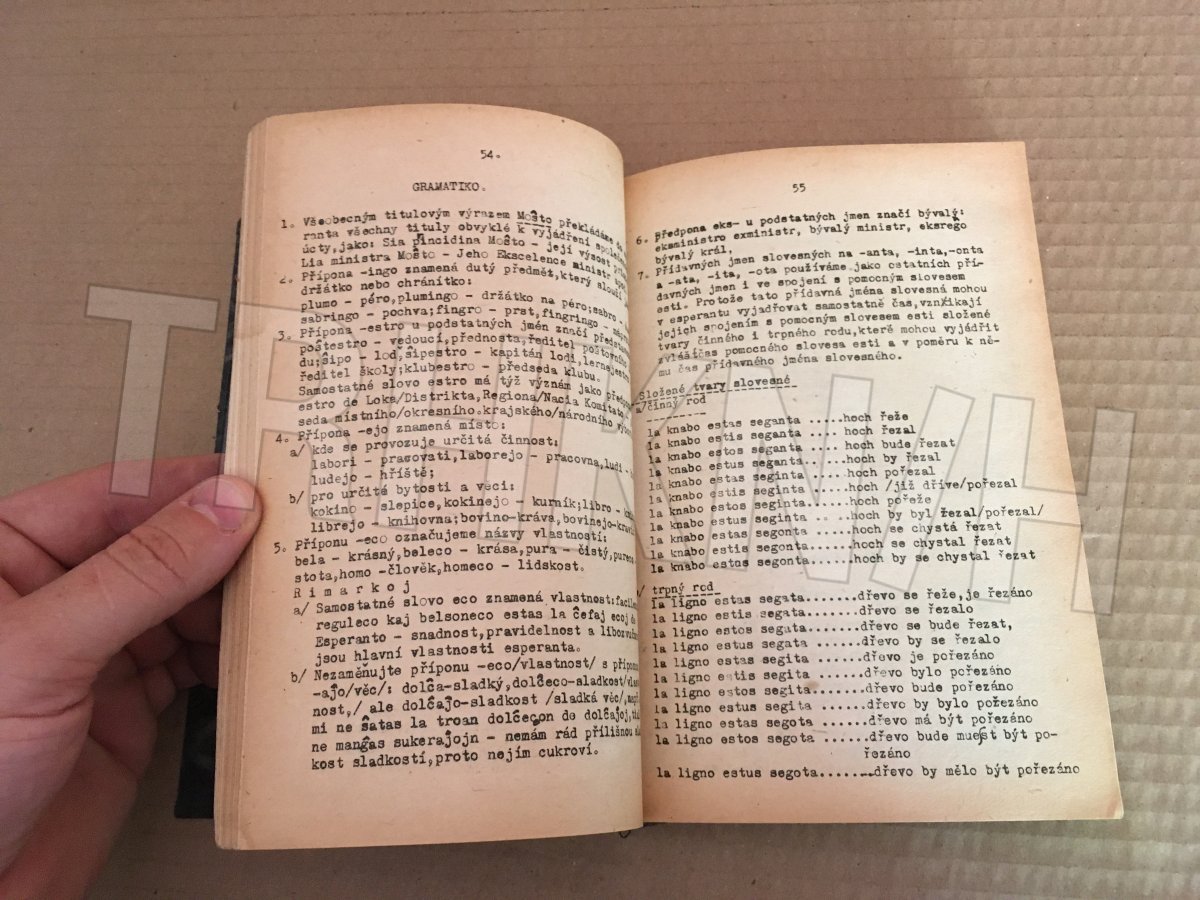 54.
GRAMATIKO.
1. Všeobecným titulovým výrazem Moŝto překládáme do
ranta všechny tituly obvyklé k vyjádření
úcty,jako: Sia pincidina Moŝto - její výsost
Lia ministra Moŝto - Jeho Ekscelence ministr
2. Přípona -ingo znamená dutý předmět,který slouží
držátko nebo chránítko:
plumo - péro,plumingo - držátko na péro;sabro -
sabringo - pochva;fingro - prst,fingringo -
3. Přípona -estro u podstatných jmen značí
poŝtestro - vedoucí,přednosta,ředitel poštovního
du;ŝipo - loď,ŝipestro - kapitán lodi,lernejestro
ředitel školy;klubestro - předseda klubu.
Samostatné slovo estro má týž význam jako
estro de Loka/Distrikta,Regiona/Nacia Komitato
seda místního/okresního.krajského/národního
4. Přípona -ejo znamená místo:
a/ kde se provozuje určitá činnost:
labori - pracovati,laborejo - pracovna,ludi -
ludejo - hřiště;
b/ pro určité bytosti a věci:
kokino - slepice,kokinejo - kurník;libro -
librejo - knihovna;bovino-kráva,bovinejo-
5. Příponu -eco označujeme názvy vlastností:
bela - krásný,beleco - krása,pura - čistý,pureco
stota,homo -člověk,homeco - lidskost.
R i m a r k o j
a/ Samostatné slovo eco znamená vlastnost:
reguleco kaj belsoneco estas la ĉefaj ecoj de
Esperanto - snadnost,pravidelnost a
jsou hlavní vlastnosti esperanta.
b/ Nezaměnujte příponu -eco/vlastnost/ s
-ajo/věc/: dolĉa-sladký,dolĉeco-sladkost/
nost,/ ale dolĉajo-sladkost /sladká věc/,
mi ne ŝatas la troan dolĉecon de dolĉajoj,
ne manĝas sukerajojn - nemám rád přílišnou
kost sladkostí,proto nejím cukroví.
55
6. Předpona eks- u podstatných jmen značí bývalý:
eksministro exministr, bývalý ministr, eksreĝo
bývalý král,
7. Přídavných jmen slovesných na -anta, -inta,-onta
a -ata, -ita, -ota používáme jako ostatních pří-
davných jmen i ve spojení s pomocným slovesem
esti. Protože tato přídavná jména slovesná mohou
v esperantu vyjadřovat samostatně čas,vznikají
jejich spojením s pomocným slovesem esti složené
tvary činného i trpného rodu,které mohou vyjádřit
zvlášťčas pomocného slovesa esti a v poměru k ně-
mu čas přídavného jména slovesného.
Složené tvary slovesné
a/činný rod
la knabo estas seganta .....hoch řeže
la knabo estis seganta .... hoch řezal
la knabo estos seganta .... hoch bude řezat
la knabo estus seganta.. ...hoch by řezal
la knabo estas seginta .....hoch pořezal
la knabo estis seginta .....hoch /již dříve/pořezal
la knabo estos seginta......hoch pořeže
la knabo estus seginta .. ..hoch by byl řezal/pořezal/
la knabo estas segonta .....hoch se chystá řezat
la knabo estis segonta .....hoch se chystal řezat
la knabo estus segonta .....hoch by se chystal řezat
/ trpný rod
la ligno estas segata.......dřevo se řeže,je řezáno
la ligno estis segata ......dřevo se řezalo
la ligno estos segata.......dřevo se bude řezat,
la ligno estus segata ......dřevo by se řezalo
la ligno estas segita ......dřevo je pořezáno
la ligno estis segita ......dřevo bylo pořezáno
la ligno estos segita.......dřevo bude pořezáno
la ligno estus segita ......dřevo by bylo pořezáno
la ligno estas segota ......dřevo má být pořezáno
la ligno estos segota ......dřevo bude muset být po-
řezáno
la ligno estus segota.......dřevo by mělo být pořezáno